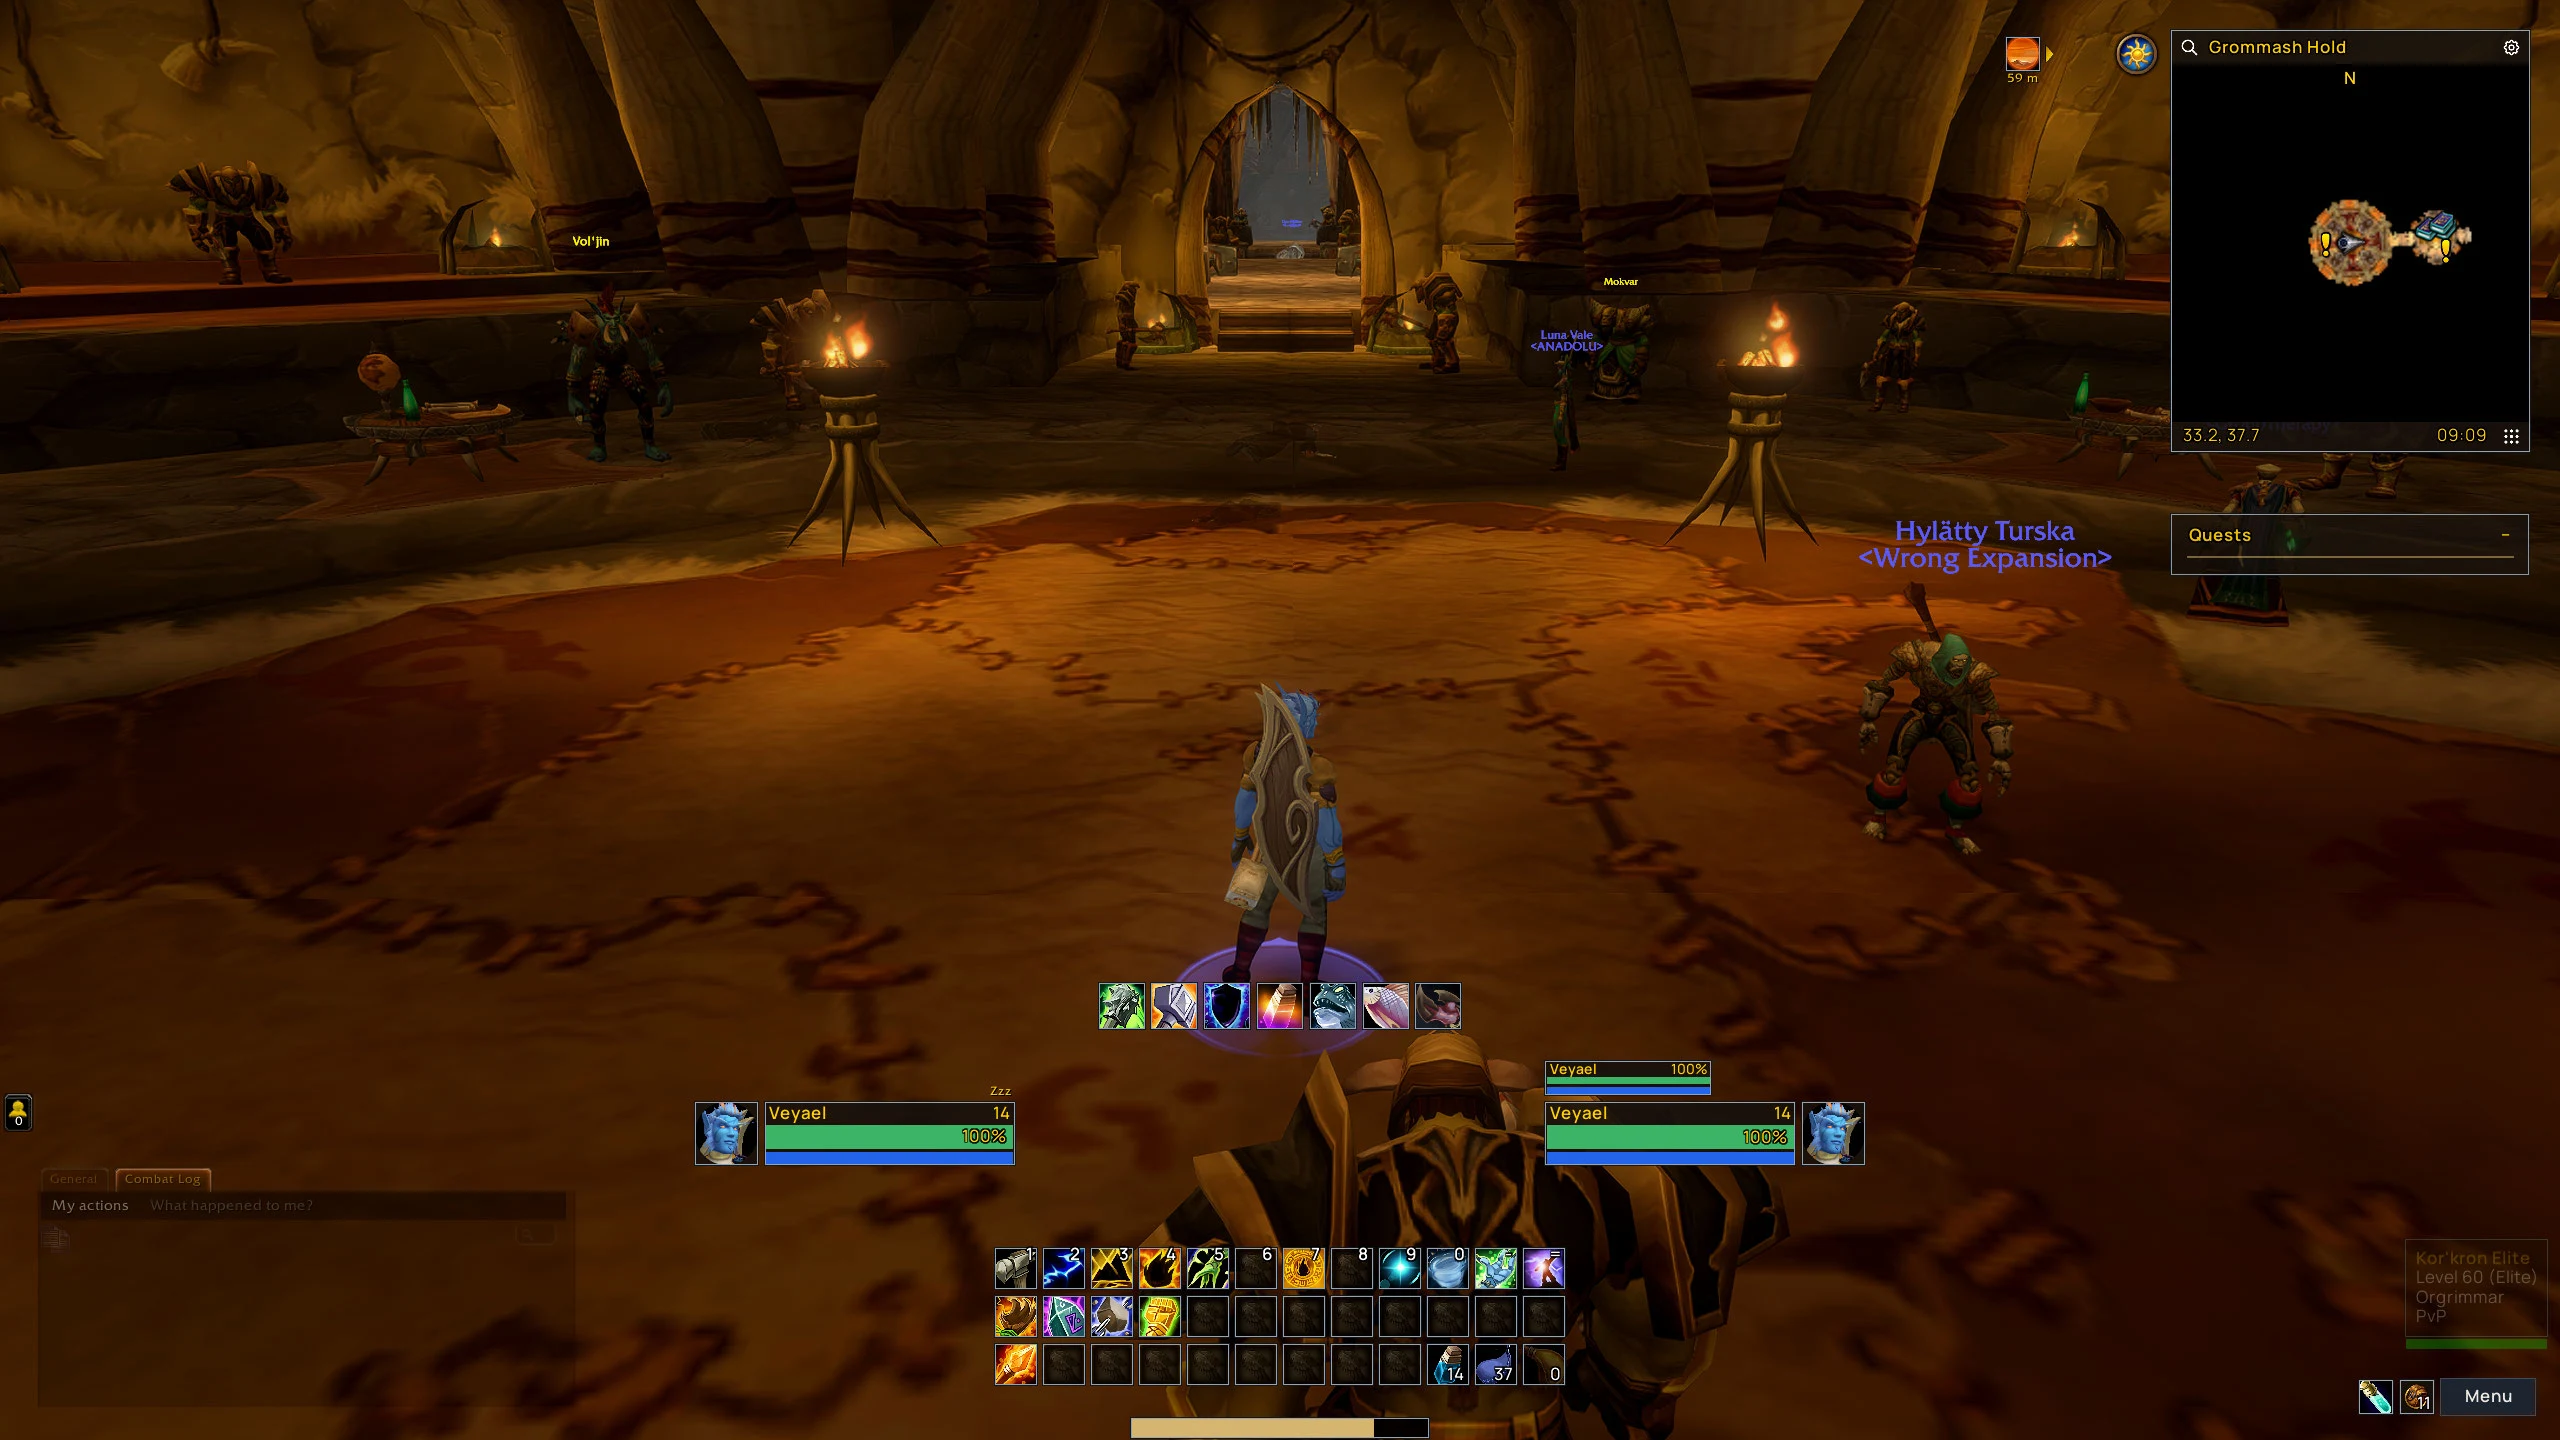 Grommash Hold
N
59 m
Vol'jin
Mokvar
Luna Vale
<ANADOLU>
33.2, 37.7
09:09
Hylätty Turska
<Wrong Expansion>
Quests
Veyael 100%
Zzz
Veyael 14
100%
Veyael 14
100%
0
General
Combat Log
My actions
What happened to me?
1 2 3 4 5 6 7 8 9 0 - =
14 37 0
Kor'kron Elite
Level 60 (Elite)
Orgrimmar
PvP
11
Menu